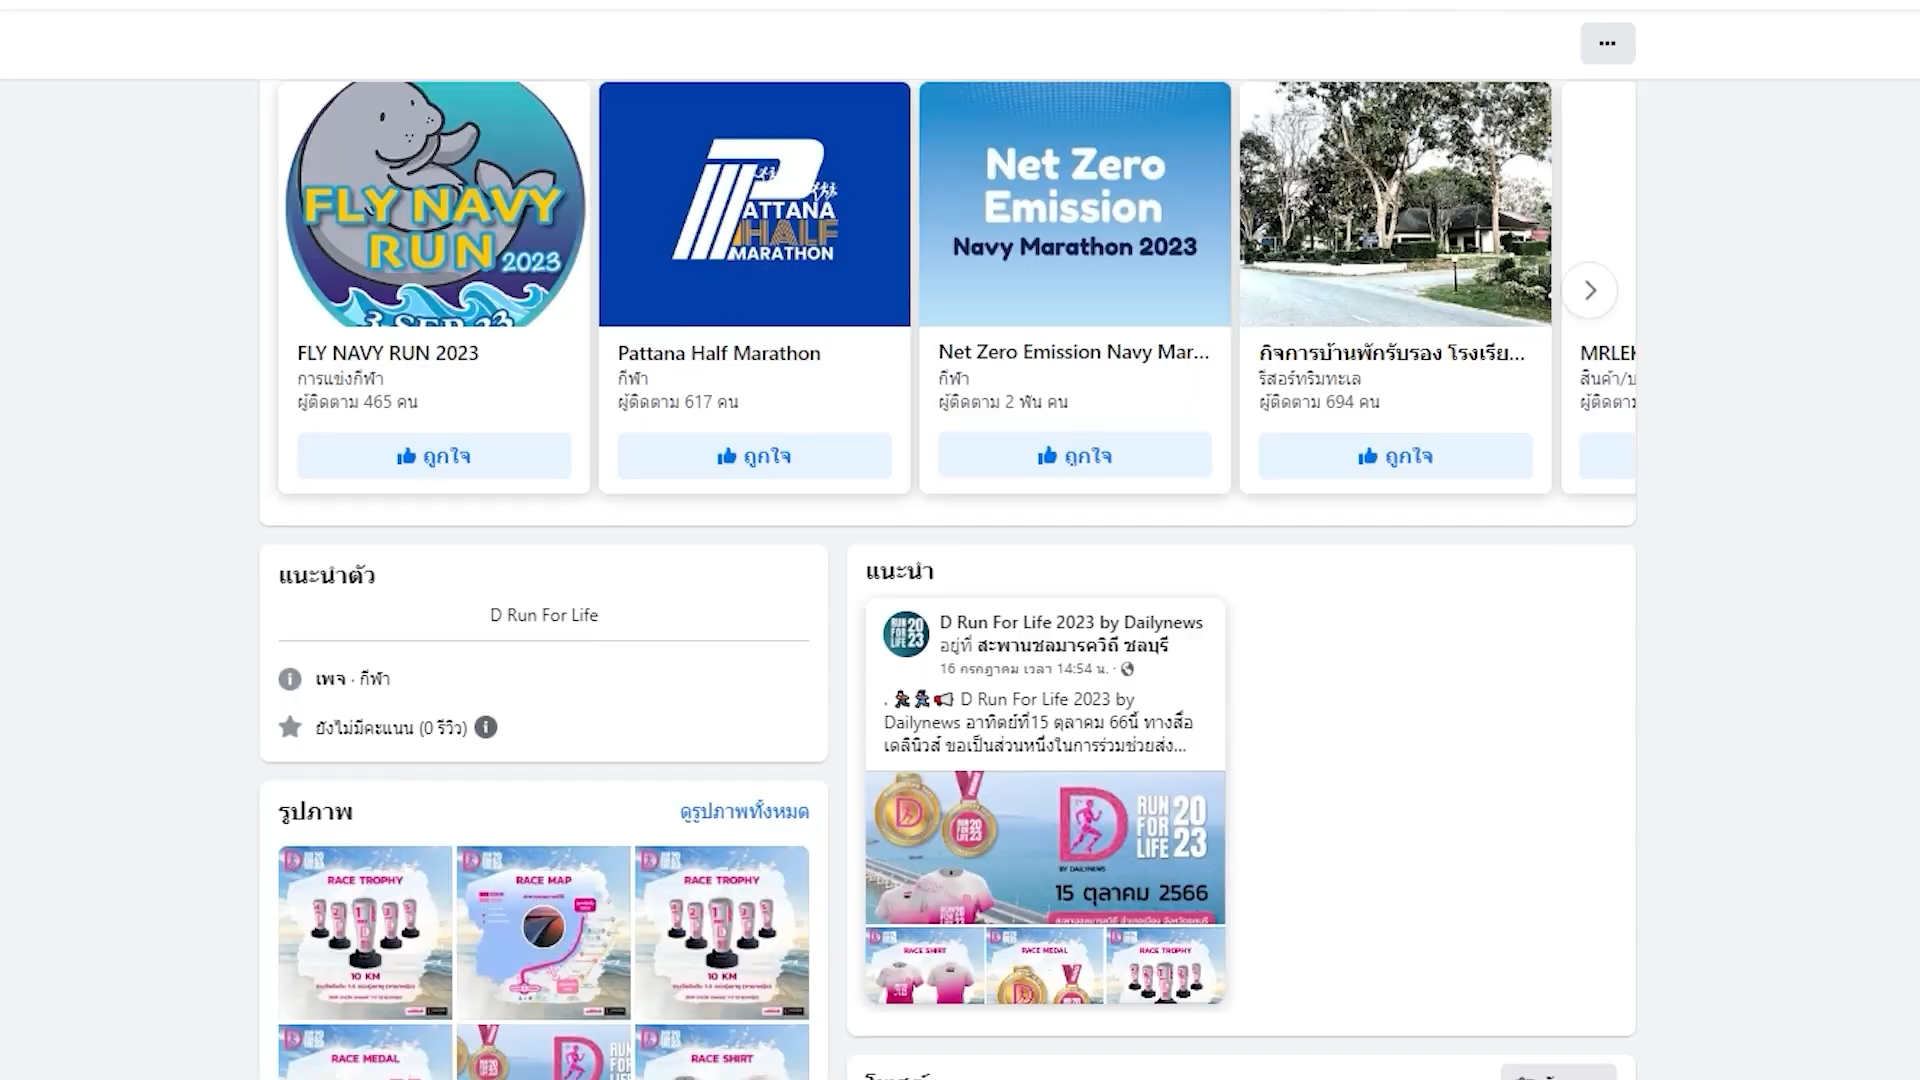 FLY NAVY
RUN 2023
3 SEP 23
PATTANA
HALF
MARATHON
Net Zero
Emission
Navy Marathon 2023
FLY NAVY RUN 2023
การแข่งกีฬา
ผู้ติดตาม 465 คน
ถูกใจ
Pattana Half Marathon
กีฬา
ผู้ติดตาม 617 คน
ถูกใจ
Net Zero Emission Navy Mar...
กีฬา
ผู้ติดตาม 2 พัน คน
ถูกใจ
กิจการบ้านพักรับรอง โรงเรีย...
รีสอร์ทริมทะเล
ผู้ติดตาม 694 คน
ถูกใจ
แนะนำตัว
D Run For Life
เพจ · กีฬา
ยังไม่มีคะแนน (0 รีวิว)
รูปภาพ
ดูรูปภาพทั้งหมด
RACE TROPHY
10 KM
RACE MAP
RACE TROPHY
10 KM
RACE MEDAL
RACE SHIRT
แนะนำ
D Run For Life 2023 by Dailynews
อยู่ที่ สะพานชลมารควิถี ชลบุรี
16 กรกฎาคม เวลา 14:54 น. ·
. D Run For Life 2023 by
Dailynews อาทิตย์ที่15 ตุลาคม 66นี้ ทางสื่อ
เดลินิวส์ ขอเป็นส่วนหนึ่งในการร่วมช่วยส่ง...
D RUN FOR LIFE 2023
BY DAILYNEWS
15 ตุลาคม 2566
RACE SHIRT
RACE MEDAL
RACE TROPHY